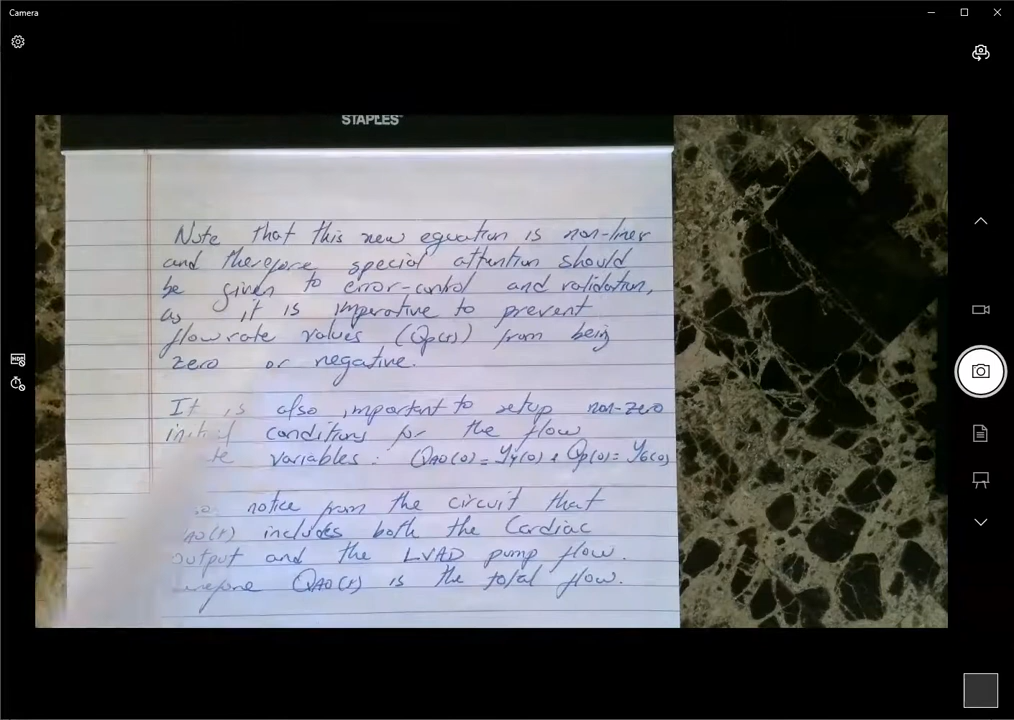 Camera
STAPLES
Note that this new equation is non-liner
and therefore special attention should
be given to error-control and validation,
as it is imperative to prevent
flowrate values (Qp(t)) from being
zero or negative.
It is also important to setup non-zero
initial conditions for the flow
variables: QAO(0) = Y4(0) & Qp(0) = Y6(0)
notice from the circuit that
AO(t) includes both the Cardiac
output and the LVAD pump flow.
QAO(t) is the total flow.